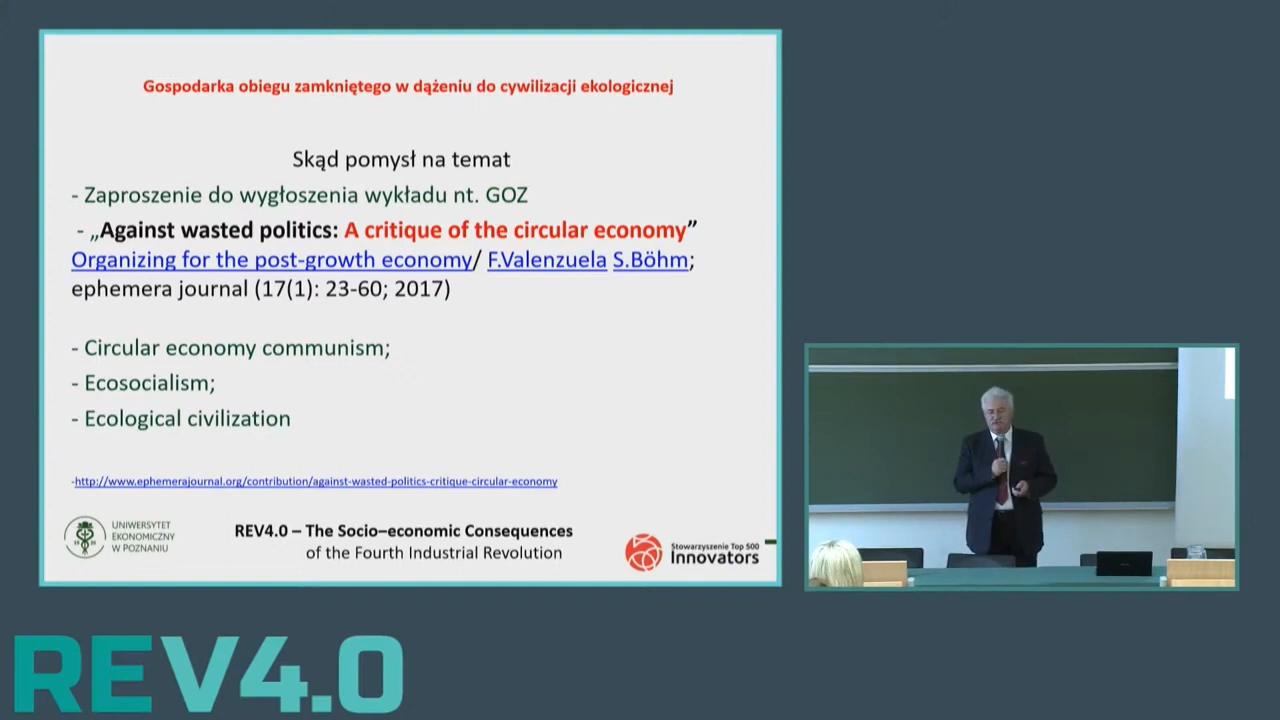 Gospodarka obiegu zamkniętego w dążeniu do cywilizacji ekologicznej
Skąd pomysł na temat
- Zaproszenie do wygłoszenia wykładu nt. GOZ
- „Against wasted politics: A critique of the circular economy”
Organizing for the post-growth economy/ F.Valenzuela S.Böhm;
ephemera journal (17(1): 23-60; 2017)
- Circular economy communism;
- Ecosocialism;
- Ecological civilization
-http://www.ephemerajournal.org/contribution/against-wasted-politics-critique-circular-economy
UNIWERSYTET
EKONOMICZNY
W POZNANIU
REV4.0 – The Socio–economic Consequences
of the Fourth Industrial Revolution
Stowarzyszenie Top 500
Innovators
REV4.0